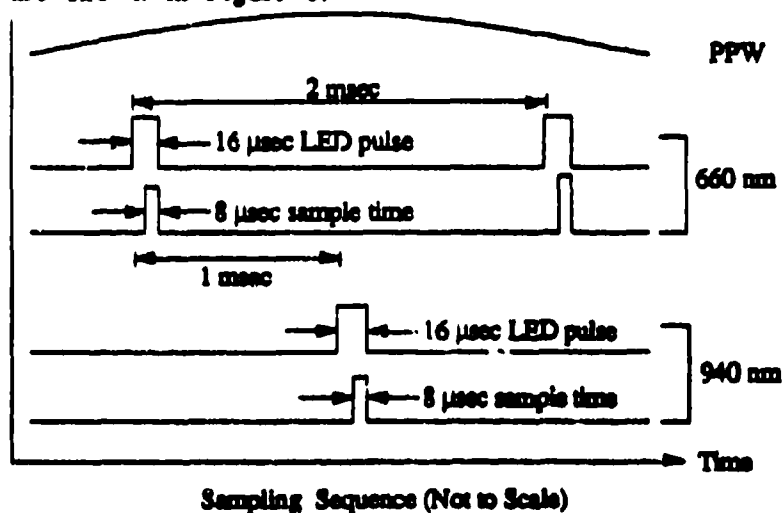 PPW
2 msec
16 µsec LED pulse
660 nm
8 µsec sample time
1 msec
16 µsec LED pulse
940 nm
8 µsec sample time
Time
Sampling Sequence (Not to Scale)